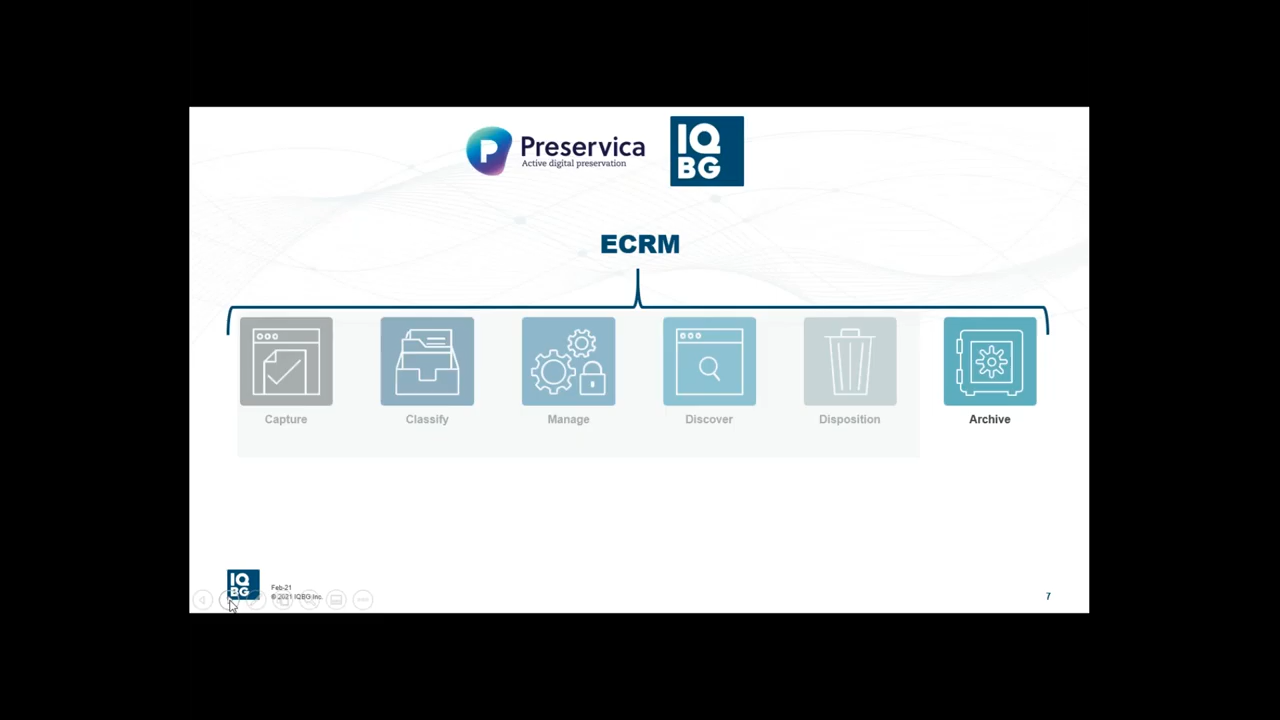 Preservica
Active digital preservation
IQ
BG
ECRM
Capture
Classify
Manage
Discover
Disposition
Archive
IQ
BG
Feb-21
© 2021 IQBG Inc.
7